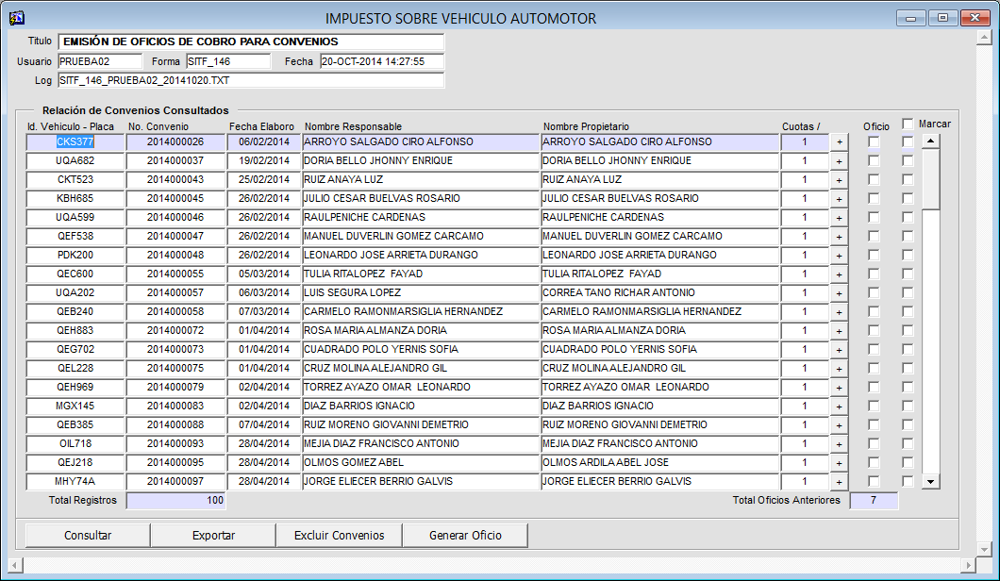 IMPUESTO SOBRE VEHICULO AUTOMOTOR
Titulo EMISIÓN DE OFICIOS DE COBRO PARA CONVENIOS
Usuario PRUEBA02 Forma SITF_146 Fecha 20-OCT-2014 14:27:55
Log SITF_146_PRUEBA02_20141020.TXT
Relación de Convenios Consultados
Id. Vehiculo - Placa No. Convenio Fecha Elaboro Nombre Responsable Nombre Propietario Cuotas / Oficio Marcar
CKS377 2014000026 06/02/2014 ARROYO SALGADO CIRO ALFONSO ARROYO SALGADO CIRO ALFONSO 1 +
UQA682 2014000037 19/02/2014 DORIA BELLO JHONNY ENRIQUE DORIA BELLO JHONNY ENRIQUE 1 +
CKT523 2014000043 25/02/2014 RUIZ ANAYA LUZ RUIZ ANAYA LUZ 1 +
KBH685 2014000045 26/02/2014 JULIO CESAR BUELVAS ROSARIO JULIO CESAR BUELVAS ROSARIO 1 +
UQA599 2014000046 26/02/2014 RAULPENICHE CARDENAS RAULPENICHE CARDENAS 1 +
QEF538 2014000047 26/02/2014 MANUEL DUVERLIN GOMEZ CARCAMO MANUEL DUVERLIN GOMEZ CARCAMO 1 +
PDK200 2014000048 26/02/2014 LEONARDO JOSE ARRIETA DURANGO LEONARDO JOSE ARRIETA DURANGO 1 +
QEC600 2014000055 05/03/2014 TULIA RITALOPEZ FAYAD TULIA RITALOPEZ FAYAD 1 +
UQA202 2014000057 06/03/2014 LUIS SEGURA LOPEZ CORREA TANO RICHAR ANTONIO 1 +
QEB240 2014000058 07/03/2014 CARMELO RAMONMARSIGLIA HERNANDEZ CARMELO RAMONMARSIGLIA HERNANDEZ 1 +
QEH883 2014000072 01/04/2014 ROSA MARIA ALMANZA DORIA ROSA MARIA ALMANZA DORIA 1 +
QEG702 2014000073 01/04/2014 CUADRADO POLO YERNIS SOFIA CUADRADO POLO YERNIS SOFIA 1 +
QEL228 2014000075 01/04/2014 CRUZ MOLINA ALEJANDRO GIL CRUZ MOLINA ALEJANDRO GIL 1 +
QEH969 2014000079 02/04/2014 TORREZ AYAZO OMAR LEONARDO TORREZ AYAZO OMAR LEONARDO 1 +
MGX145 2014000083 02/04/2014 DIAZ BARRIOS IGNACIO DIAZ BARRIOS IGNACIO 1 +
QEB385 2014000088 07/04/2014 RUIZ MORENO GIOVANNI DEMETRIO RUIZ MORENO GIOVANNI DEMETRIO 1 +
OIL718 2014000093 28/04/2014 MEJIA DIAZ FRANCISCO ANTONIO MEJIA DIAZ FRANCISCO ANTONIO 1 +
QEJ218 2014000095 28/04/2014 OLMOS GOMEZ ABEL OLMOS ARDILA ABEL JOSE 1 +
MHY74A 2014000097 28/04/2014 JORGE ELIECER BERRIO GALVIS JORGE ELIECER BERRIO GALVIS 1 +
Total Registros 100 Total Oficios Anteriores 7
Consultar Exportar Excluir Convenios Generar Oficio